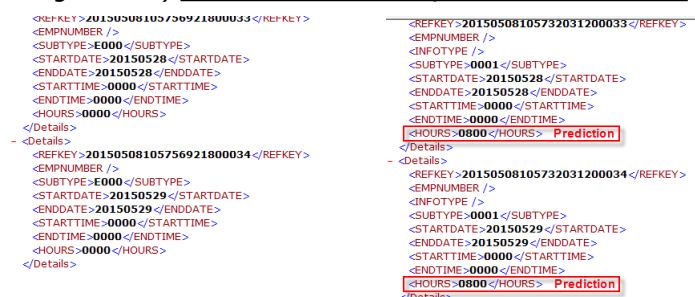 <REFKEY>20150508105756921800033</REFKEY>
<EMPNUMBER />
<SUBTYPE>E000</SUBTYPE>
<STARTDATE>20150528</STARTDATE>
<ENDDATE>20150528</ENDDATE>
<STARTTIME>0000</STARTTIME>
<ENDTIME>0000</ENDTIME>
<HOURS>0000</HOURS>
</Details>
- <Details>
<REFKEY>20150508105756921800034</REFKEY>
<EMPNUMBER />
<SUBTYPE>E000</SUBTYPE>
<STARTDATE>20150529</STARTDATE>
<ENDDATE>20150529</ENDDATE>
<STARTTIME>0000</STARTTIME>
<ENDTIME>0000</ENDTIME>
<HOURS>0000</HOURS>
</Details>
<REFKEY>20150508105732031200033</REFKEY>
<EMPNUMBER />
<INFOTYPE />
<SUBTYPE>0001</SUBTYPE>
<STARTDATE>20150528</STARTDATE>
<ENDDATE>20150528</ENDDATE>
<STARTTIME>0000</STARTTIME>
<ENDTIME>0000</ENDTIME>
<HOURS>0800</HOURS> Prediction
</Details>
- <Details>
<REFKEY>20150508105732031200034</REFKEY>
<EMPNUMBER />
<INFOTYPE />
<SUBTYPE>0001</SUBTYPE>
<STARTDATE>20150529</STARTDATE>
<ENDDATE>20150529</ENDDATE>
<STARTTIME>0000</STARTTIME>
<ENDTIME>0000</ENDTIME>
<HOURS>0800</HOURS> Prediction
</Details>